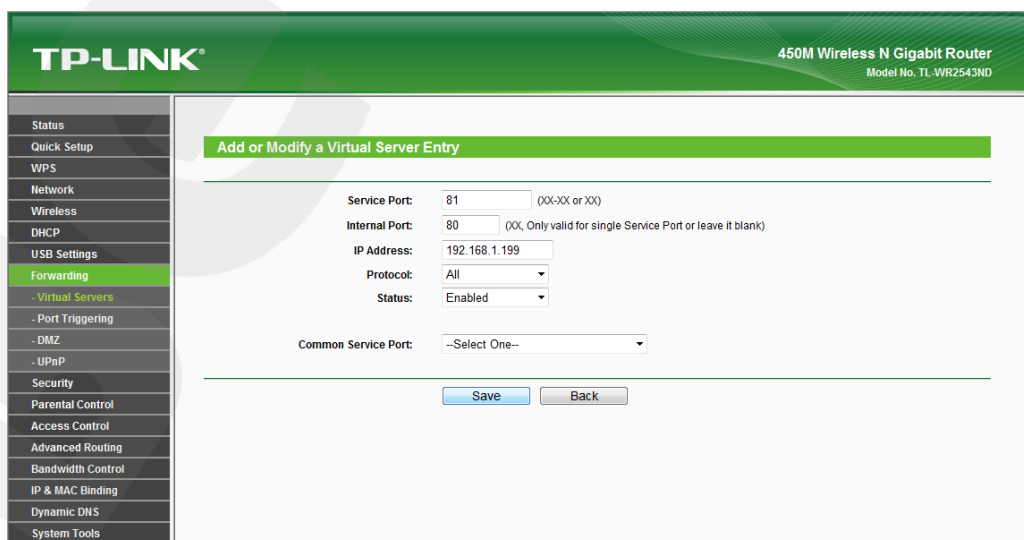 TP-LINK®
450M Wireless N Gigabit Router
Model No. TL-WR2543ND
Status
Quick Setup
WPS
Network
Wireless
DHCP
USB Settings
Forwarding
- Virtual Servers
- Port Triggering
- DMZ
- UPnP
Security
Parental Control
Access Control
Advanced Routing
Bandwidth Control
IP & MAC Binding
Dynamic DNS
System Tools
Add or Modify a Virtual Server Entry
Service Port: 81 (XX-XX or XX)
Internal Port: 80 (XX, Only valid for single Service Port or leave it blank)
IP Address: 192.168.1.199
Protocol: All
Status: Enabled
Common Service Port: --Select One--
Save Back